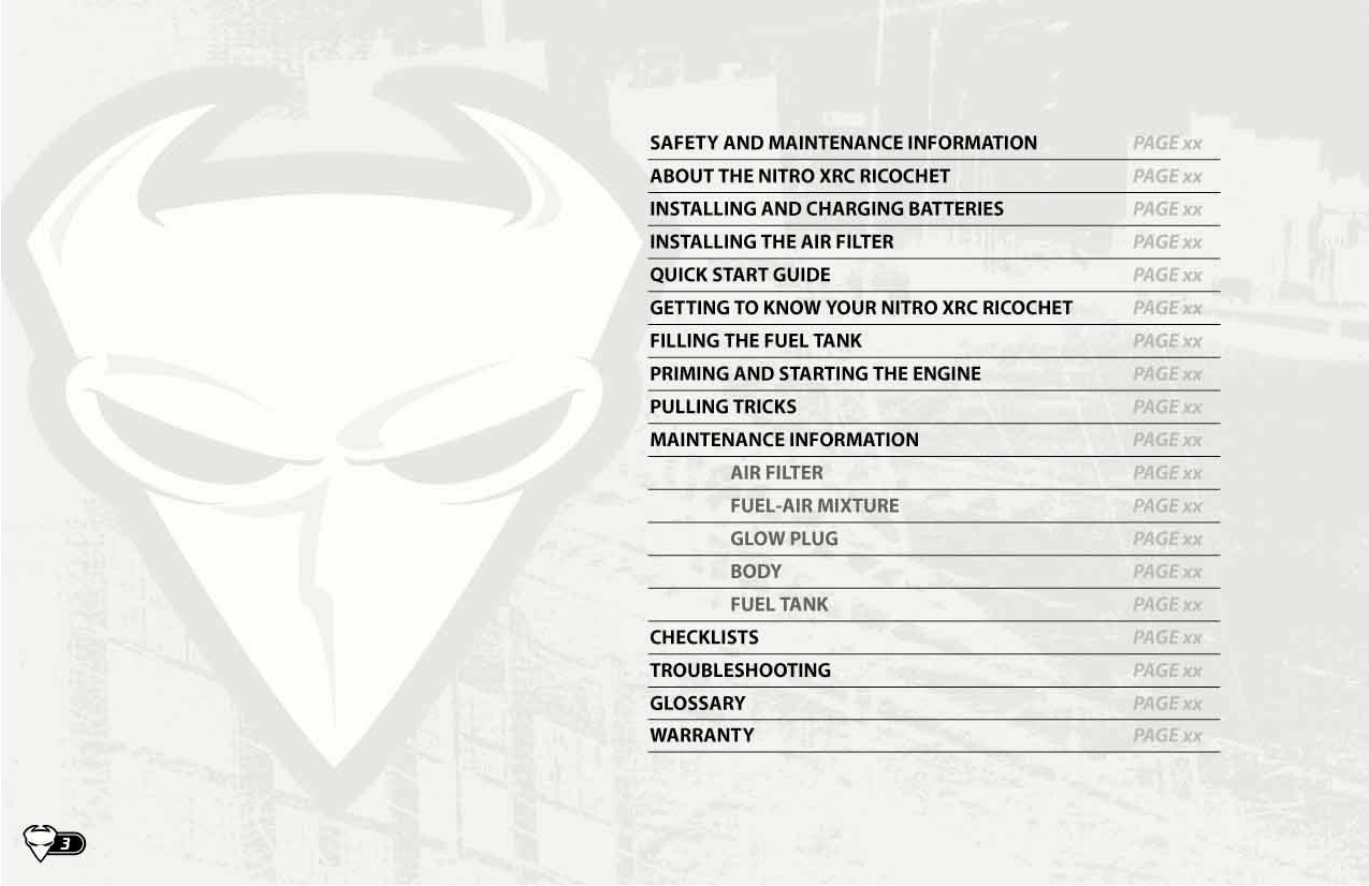 SAFETY AND MAINTENANCE INFORMATION PAGE xx
ABOUT THE NITRO XRC RICOCHET PAGE xx
INSTALLING AND CHARGING BATTERIES PAGE xx
INSTALLING THE AIR FILTER PAGE xx
QUICK START GUIDE PAGE xx
GETTING TO KNOW YOUR NITRO XRC RICOCHET PAGE xx
FILLING THE FUEL TANK PAGE xx
PRIMING AND STARTING THE ENGINE PAGE xx
PULLING TRICKS PAGE xx
MAINTENANCE INFORMATION PAGE xx
AIR FILTER PAGE xx
FUEL-AIR MIXTURE PAGE xx
GLOW PLUG PAGE xx
BODY PAGE xx
FUEL TANK PAGE xx
CHECKLISTS PAGE xx
TROUBLESHOOTING PAGE xx
GLOSSARY PAGE xx
WARRANTY PAGE xx
3